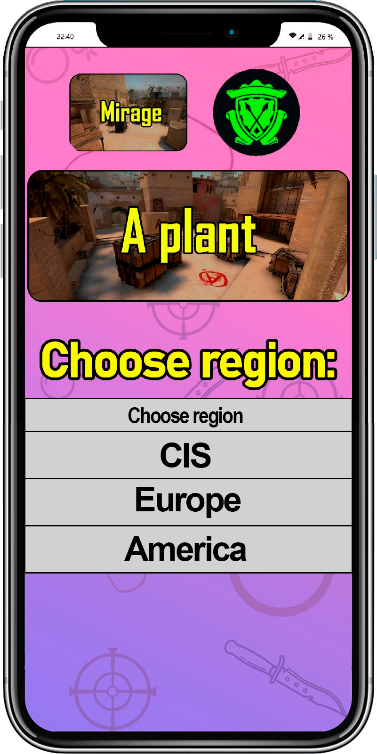 22:40
26 %
Mirage
A plant
Choose region:
Choose region
CIS
Europe
America